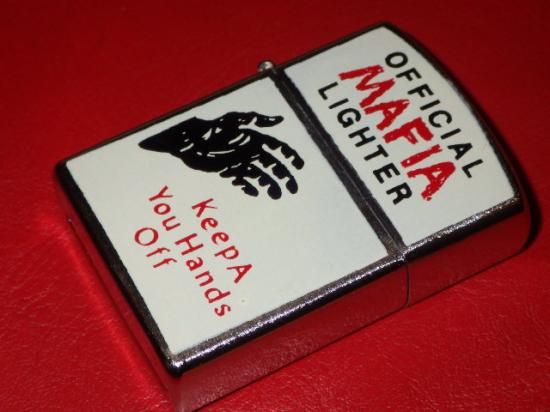 OFFICIAL
MAFIA
LIGHTER
KeepA
You Hands
Off